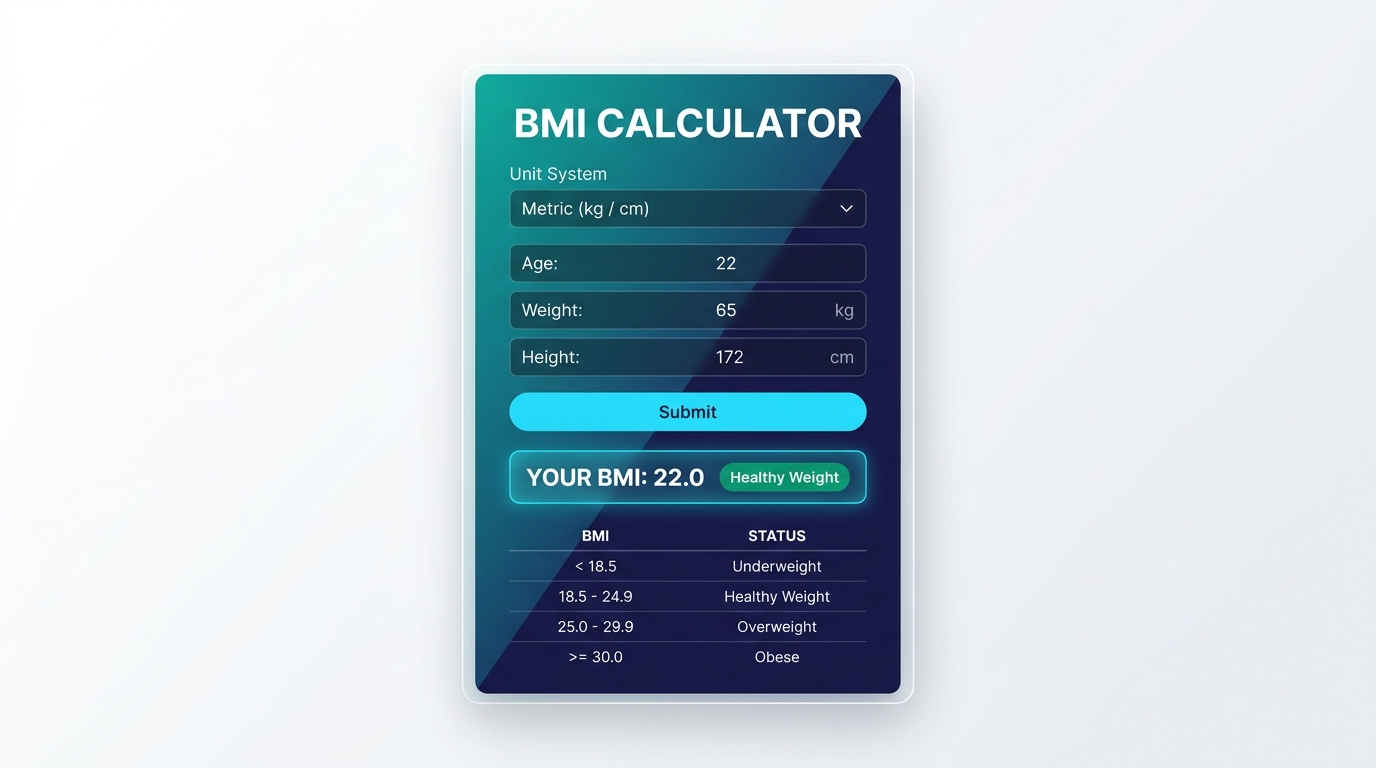 BMI CALCULATOR
Unit System
Metric (kg / cm)
Age: 22
Weight: 65 kg
Height: 172 cm
Submit
YOUR BMI: 22.0 Healthy Weight
BMI STATUS
< 18.5 Underweight
18.5 - 24.9 Healthy Weight
25.0 - 29.9 Overweight
>= 30.0 Obese